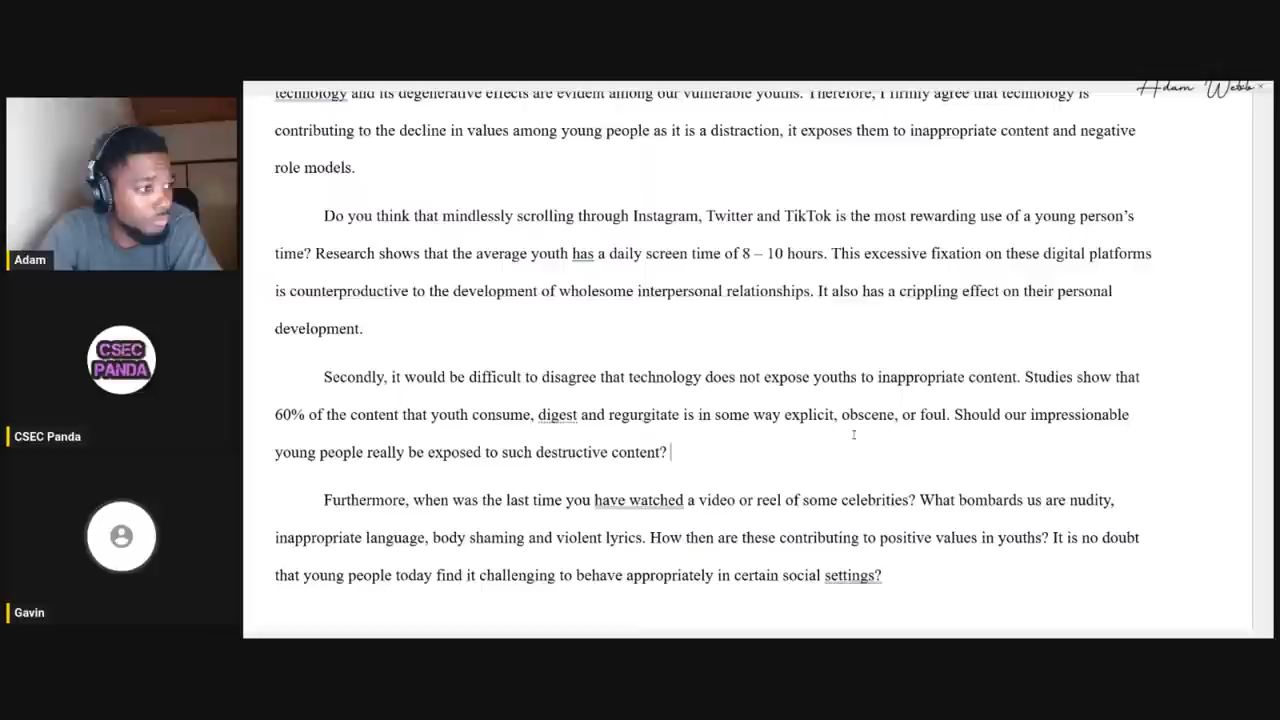 Adam Webb
technology and its degenerative effects are evident among our vulnerable youths. Therefore, I firmly agree that technology is
contributing to the decline in values among young people as it is a distraction, it exposes them to inappropriate content and negative
role models.
Do you think that mindlessly scrolling through Instagram, Twitter and TikTok is the most rewarding use of a young person’s
time? Research shows that the average youth has a daily screen time of 8 – 10 hours. This excessive fixation on these digital platforms
is counterproductive to the development of wholesome interpersonal relationships. It also has a crippling effect on their personal
development.
Secondly, it would be difficult to disagree that technology does not expose youths to inappropriate content. Studies show that
60% of the content that youth consume, digest and regurgitate is in some way explicit, obscene, or foul. Should our impressionable
young people really be exposed to such destructive content?
Furthermore, when was the last time you have watched a video or reel of some celebrities? What bombards us are nudity,
inappropriate language, body shaming and violent lyrics. How then are these contributing to positive values in youths? It is no doubt
that young people today find it challenging to behave appropriately in certain social settings?
Adam
CSEC
PANDA
CSEC Panda
Gavin